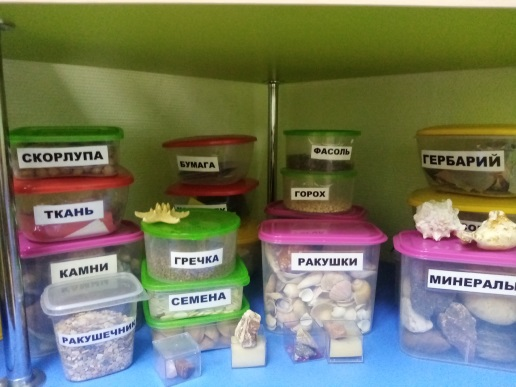 СКОРЛУПА
БУМАГА
ФАСОЛЬ
ГЕРБАРИЙ
ТКАНЬ
ГОРОХ
КАМНИ
ГРЕЧКА
РАКУШКИ
МИНЕРАЛЫ
СЕМЕНА
РАКУШЕЧНИК